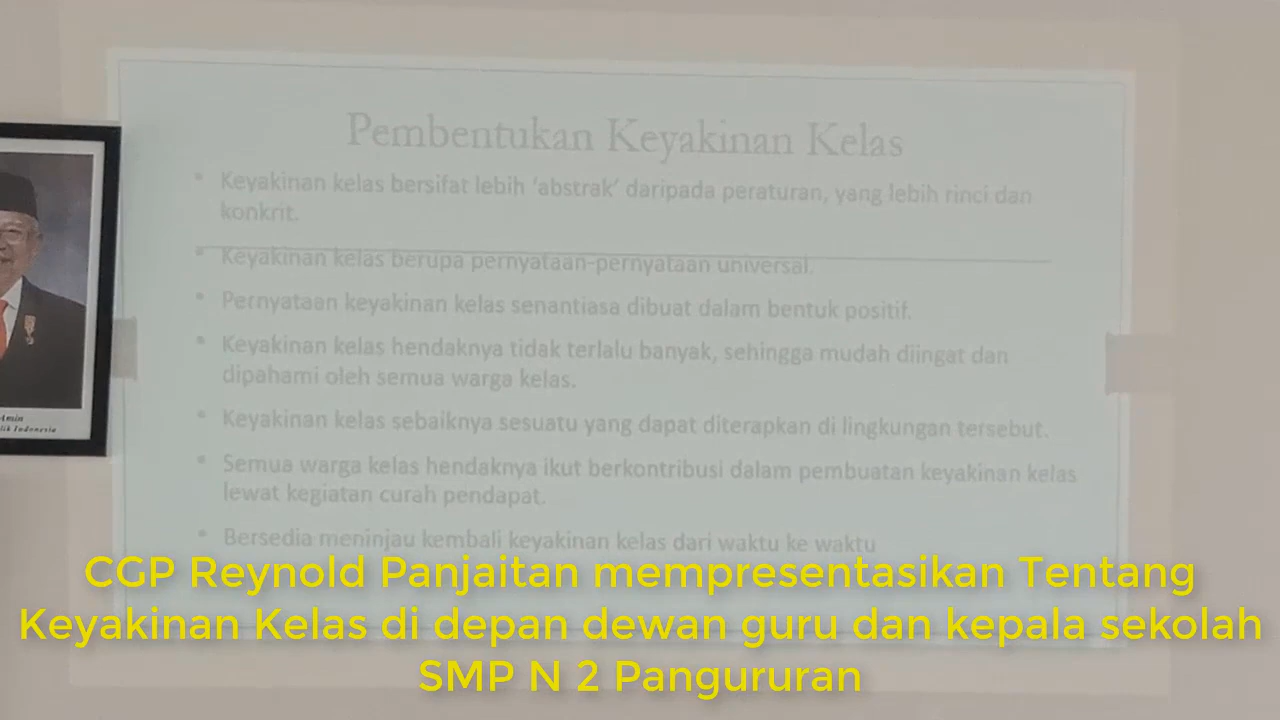 Pembentukan Keyakinan Kelas
• Keyakinan kelas bersifat lebih ‘abstrak’ daripada peraturan, yang lebih rinci dan
konkrit.
• Keyakinan kelas berupa pernyataan-pernyataan universal.
• Pernyataan keyakinan kelas senantiasa dibuat dalam bentuk positif.
• Keyakinan kelas hendaknya tidak terlalu banyak, sehingga mudah diingat dan
dipahami oleh semua warga kelas.
• Keyakinan kelas sebaiknya sesuatu yang dapat diterapkan di lingkungan tersebut.
• Semua warga kelas hendaknya ikut berkontribusi dalam pembuatan keyakinan kelas
lewat kegiatan curah pendapat.
• Bersedia meninjau kembali keyakinan kelas dari waktu ke waktu
Amin
lik Indonesia
CGP Reynold Panjaitan mempresentasikan Tentang
Keyakinan Kelas di depan dewan guru dan kepala sekolah
SMP N 2 Pangururan